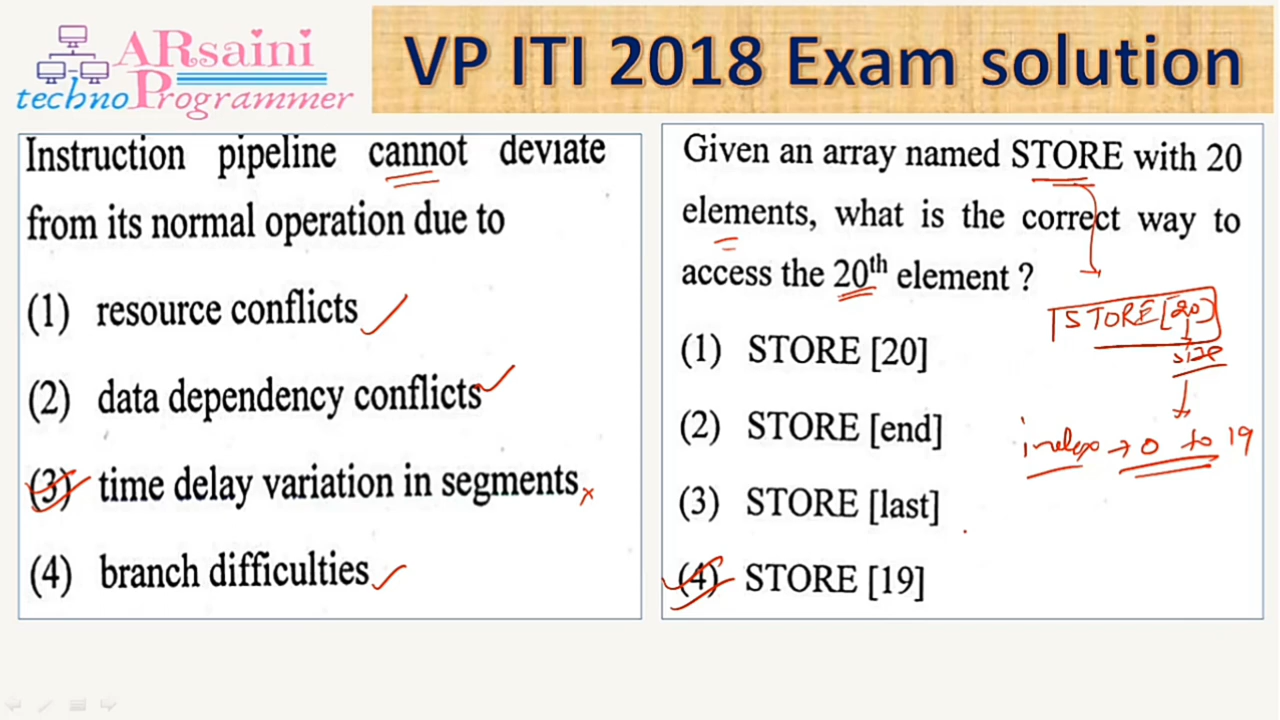 ARsaini
techno Programmer
VP ITI 2018 Exam solution
Instruction pipeline cannot deviate
from its normal operation due to
(1) resource conflicts
(2) data dependency conflicts
(3) time delay variation in segments
(4) branch difficulties
Given an array named STORE with 20
elements, what is the correct way to
access the 20th element ?
(1) STORE [20]
(2) STORE [end]
(3) STORE [last]
(4) STORE [19]
STORE[20]
size
index → 0 to 19